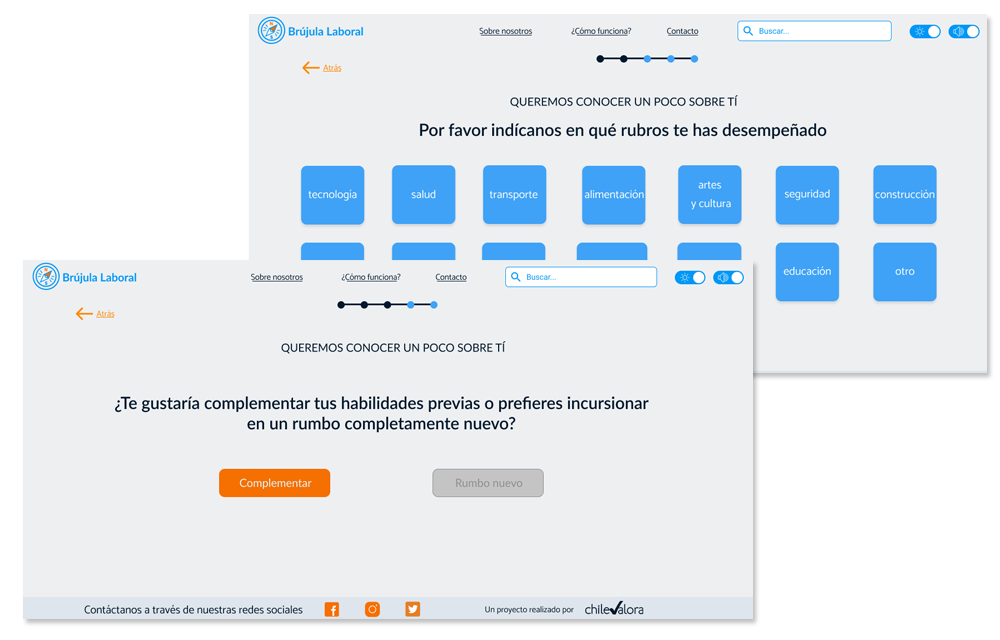 Brújula Laboral
Sobre nosotros
¿Cómo funciona?
Contacto
Buscar...
Atrás
QUEREMOS CONOCER UN POCO SOBRE TÍ
Por favor indícanos en qué rubros te has desempeñado
tecnología
salud
transporte
alimentación
artes
y cultura
seguridad
construcción
educación
otro
Brújula Laboral
Sobre nosotros
¿Cómo funciona?
Contacto
Buscar...
Atrás
QUEREMOS CONOCER UN POCO SOBRE TÍ
¿Te gustaría complementar tus habilidades previas o prefieres incursionar
en un rumbo completamente nuevo?
Complementar
Rumbo nuevo
Contáctanos a través de nuestras redes sociales
Un proyecto realizado por
chileValora